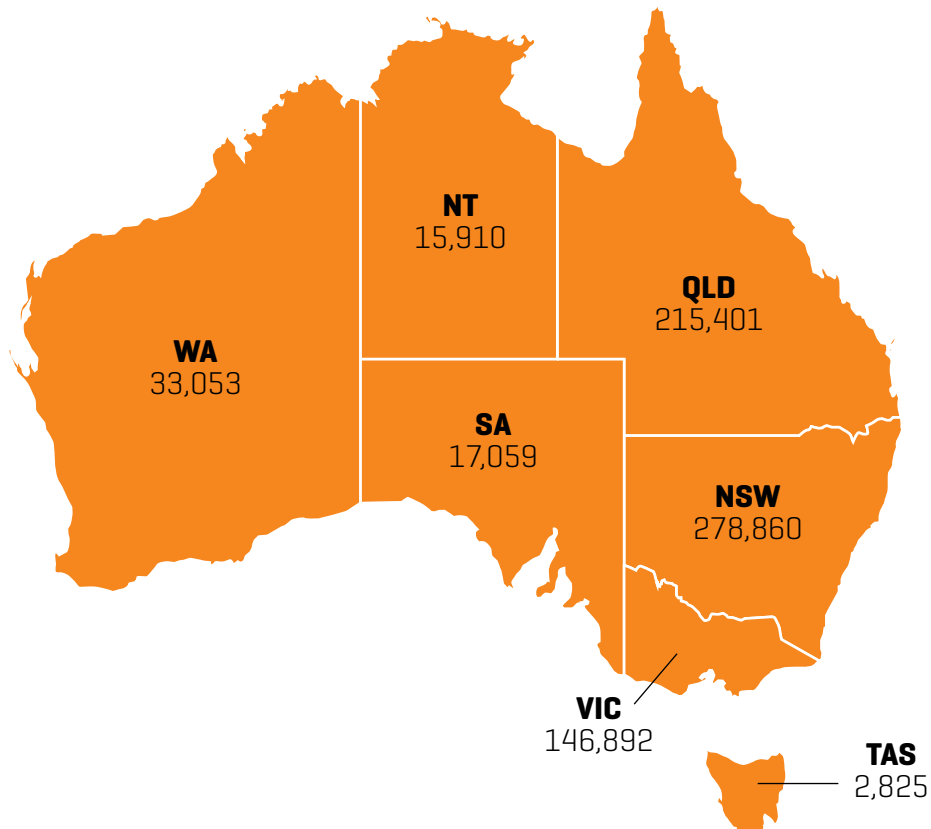 NT
15,910
QLD
215,401
WA
33,053
SA
17,059
NSW
278,860
VIC
146,892
TAS
2,825